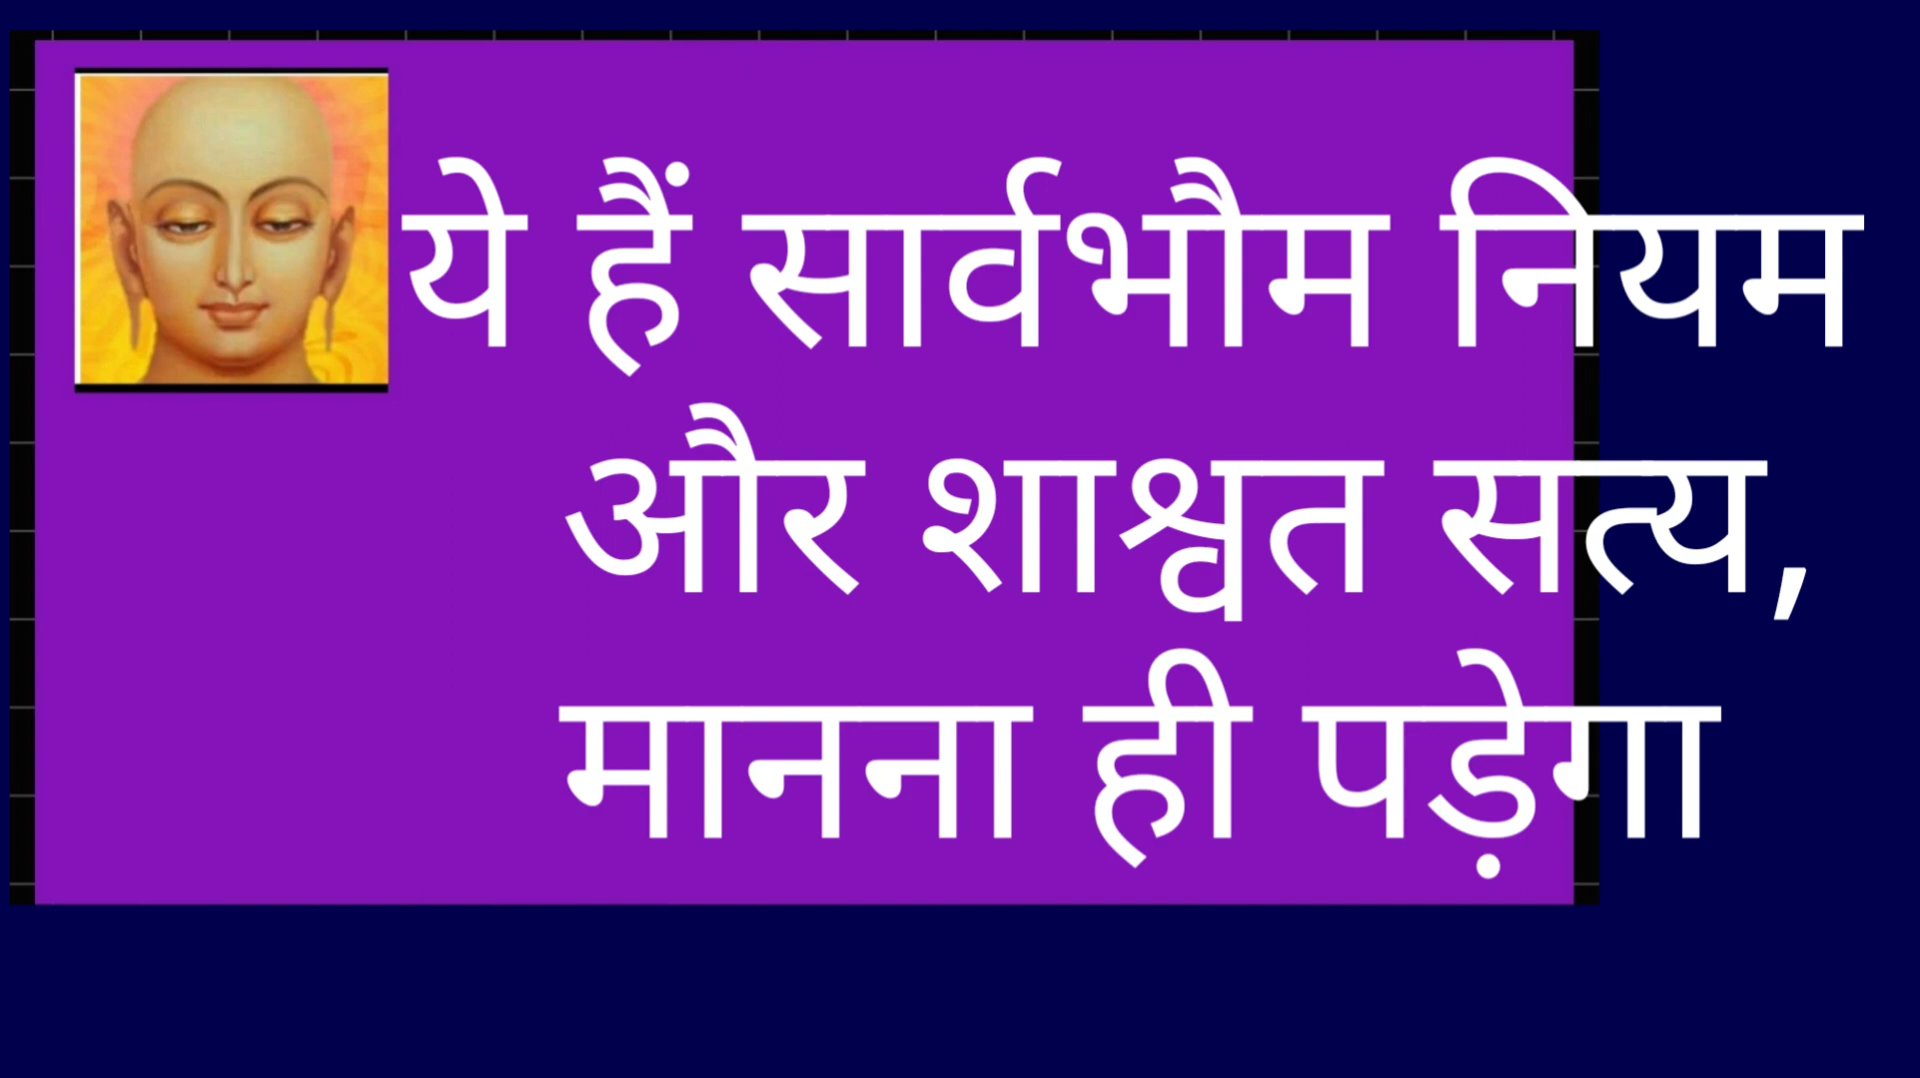 ये हैं सार्वभौम नियम
और शाश्वत सत्य,
मानना ही पड़ेगा